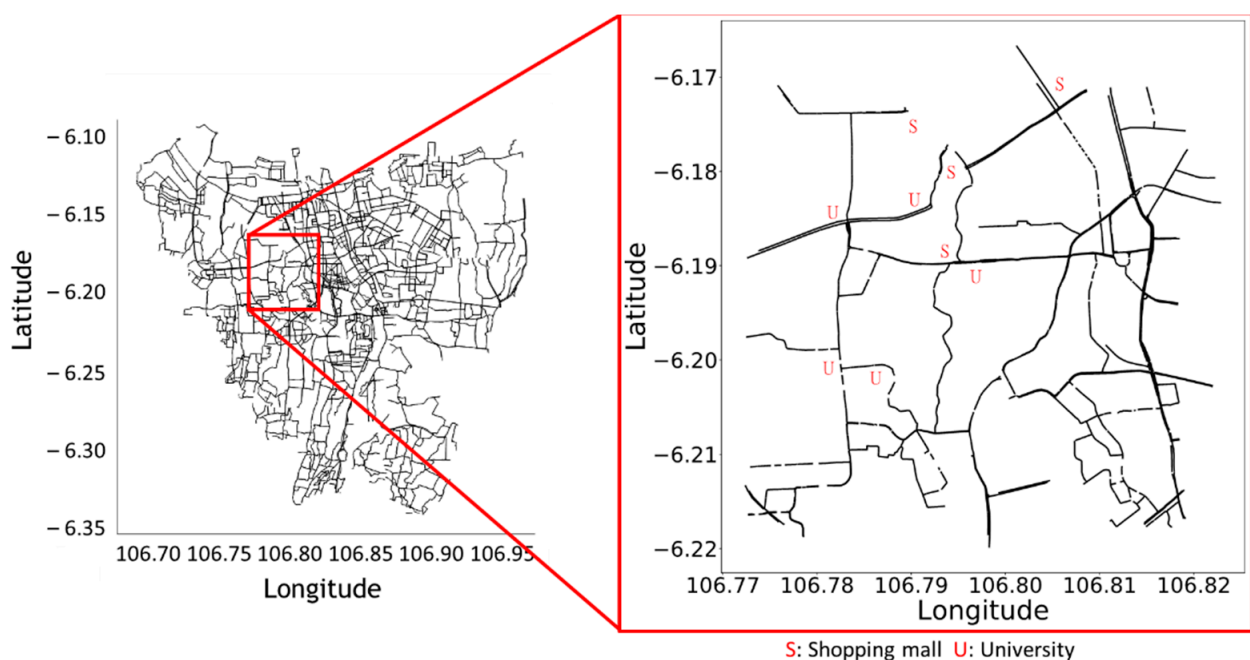 −6.10
−6.15
−6.20
−6.25
−6.30
−6.35
Latitude
106.70 106.75 106.80 106.85 106.90 106.95
Longitude
−6.17
−6.18
−6.19
−6.20
−6.21
−6.22
Latitude
S
S
S
U
U
S
U
U
U
106.77 106.78 106.79 106.80 106.81 106.82
Longitude
S: Shopping mall U: University